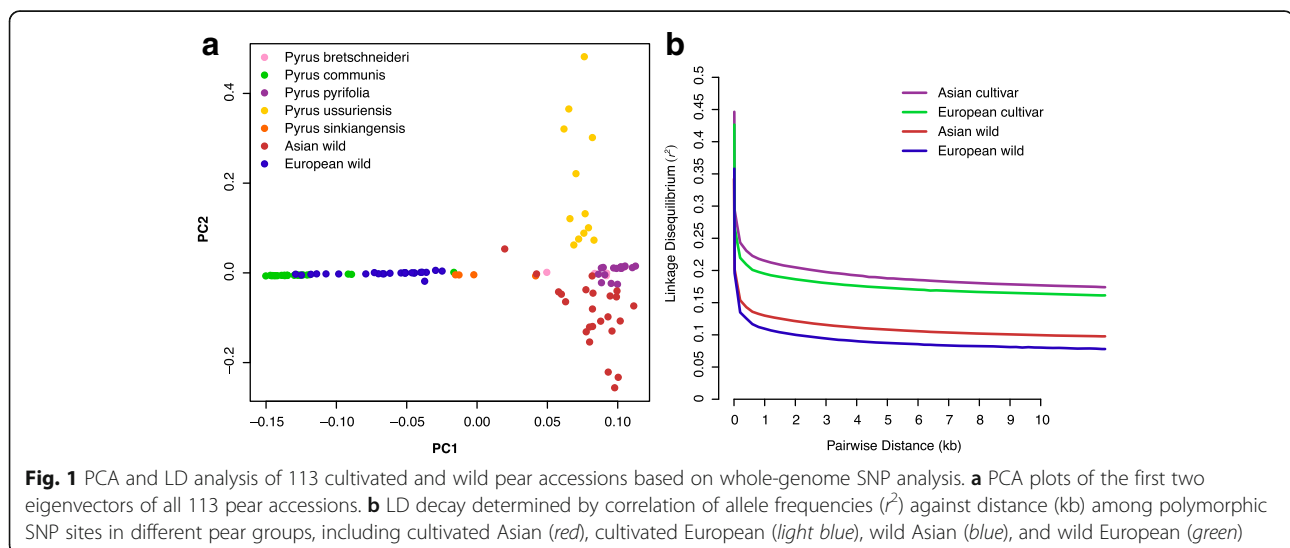 a
Pyrus bretschneideri
Pyrus communis
Pyrus pyrifolia
Pyrus ussuriensis
Pyrus sinkiangensis
Asian wild
European wild
PC2
0.4
0.2
0.0
−0.2
−0.15 −0.10 −0.05 0.00 0.05 0.10
PC1
b
Asian cultivar
European cultivar
Asian wild
European wild
Linkage Disequilibrium (r²)
0.5
0.45
0.4
0.35
0.3
0.25
0.2
0.15
0.1
0.05
0
0 1 2 3 4 5 6 7 8 9 10
Pairwise Distance (kb)
Fig. 1 PCA and LD analysis of 113 cultivated and wild pear accessions based on whole-genome SNP analysis. a PCA plots of the first two
eigenvectors of all 113 pear accessions. b LD decay determined by correlation of allele frequencies (r²) against distance (kb) among polymorphic
SNP sites in different pear groups, including cultivated Asian (red), cultivated European (light blue), wild Asian (blue), and wild European (green)